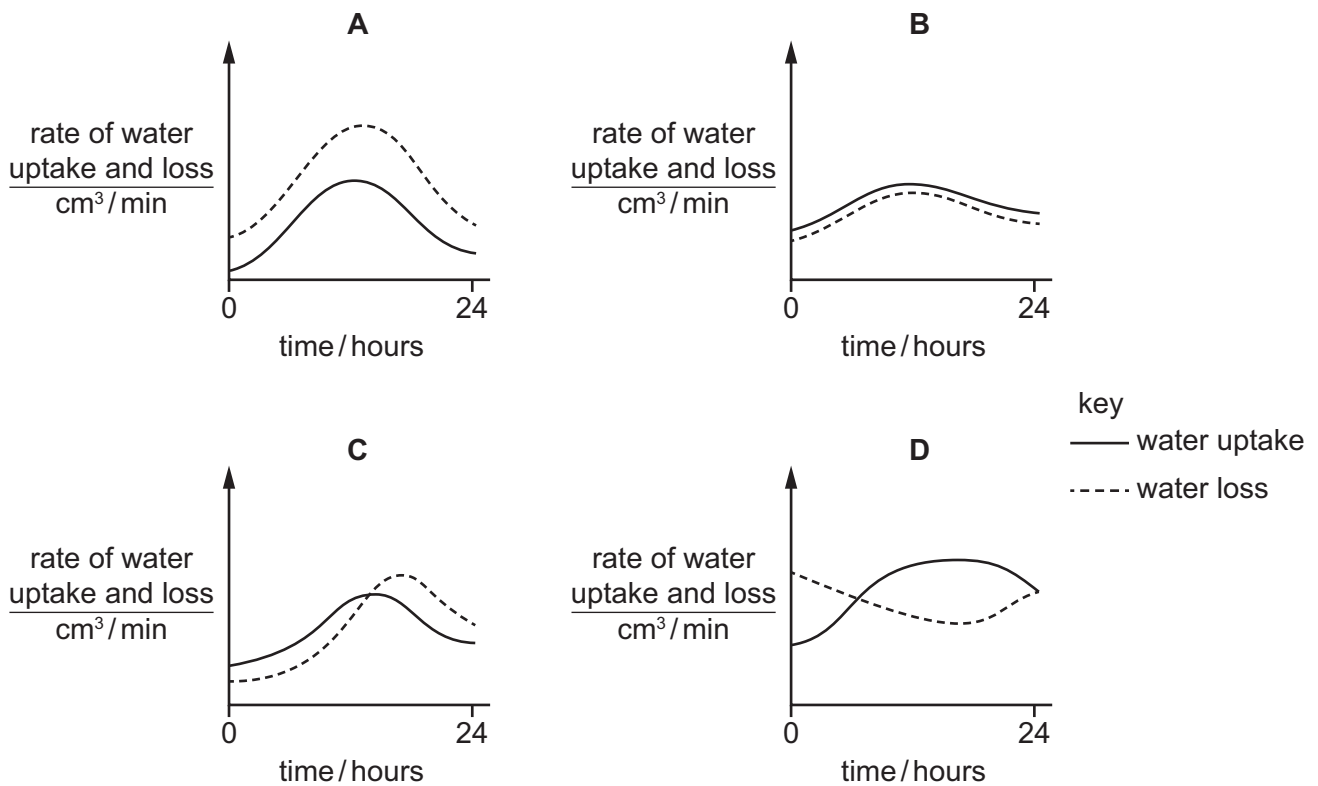 A
rate of water
uptake and loss
cm³ / min
0
24
time / hours
B
rate of water
uptake and loss
cm³ / min
0
24
time / hours
key
water uptake
water loss
C
rate of water
uptake and loss
cm³ / min
0
24
time / hours
D
rate of water
uptake and loss
cm³ / min
0
24
time / hours